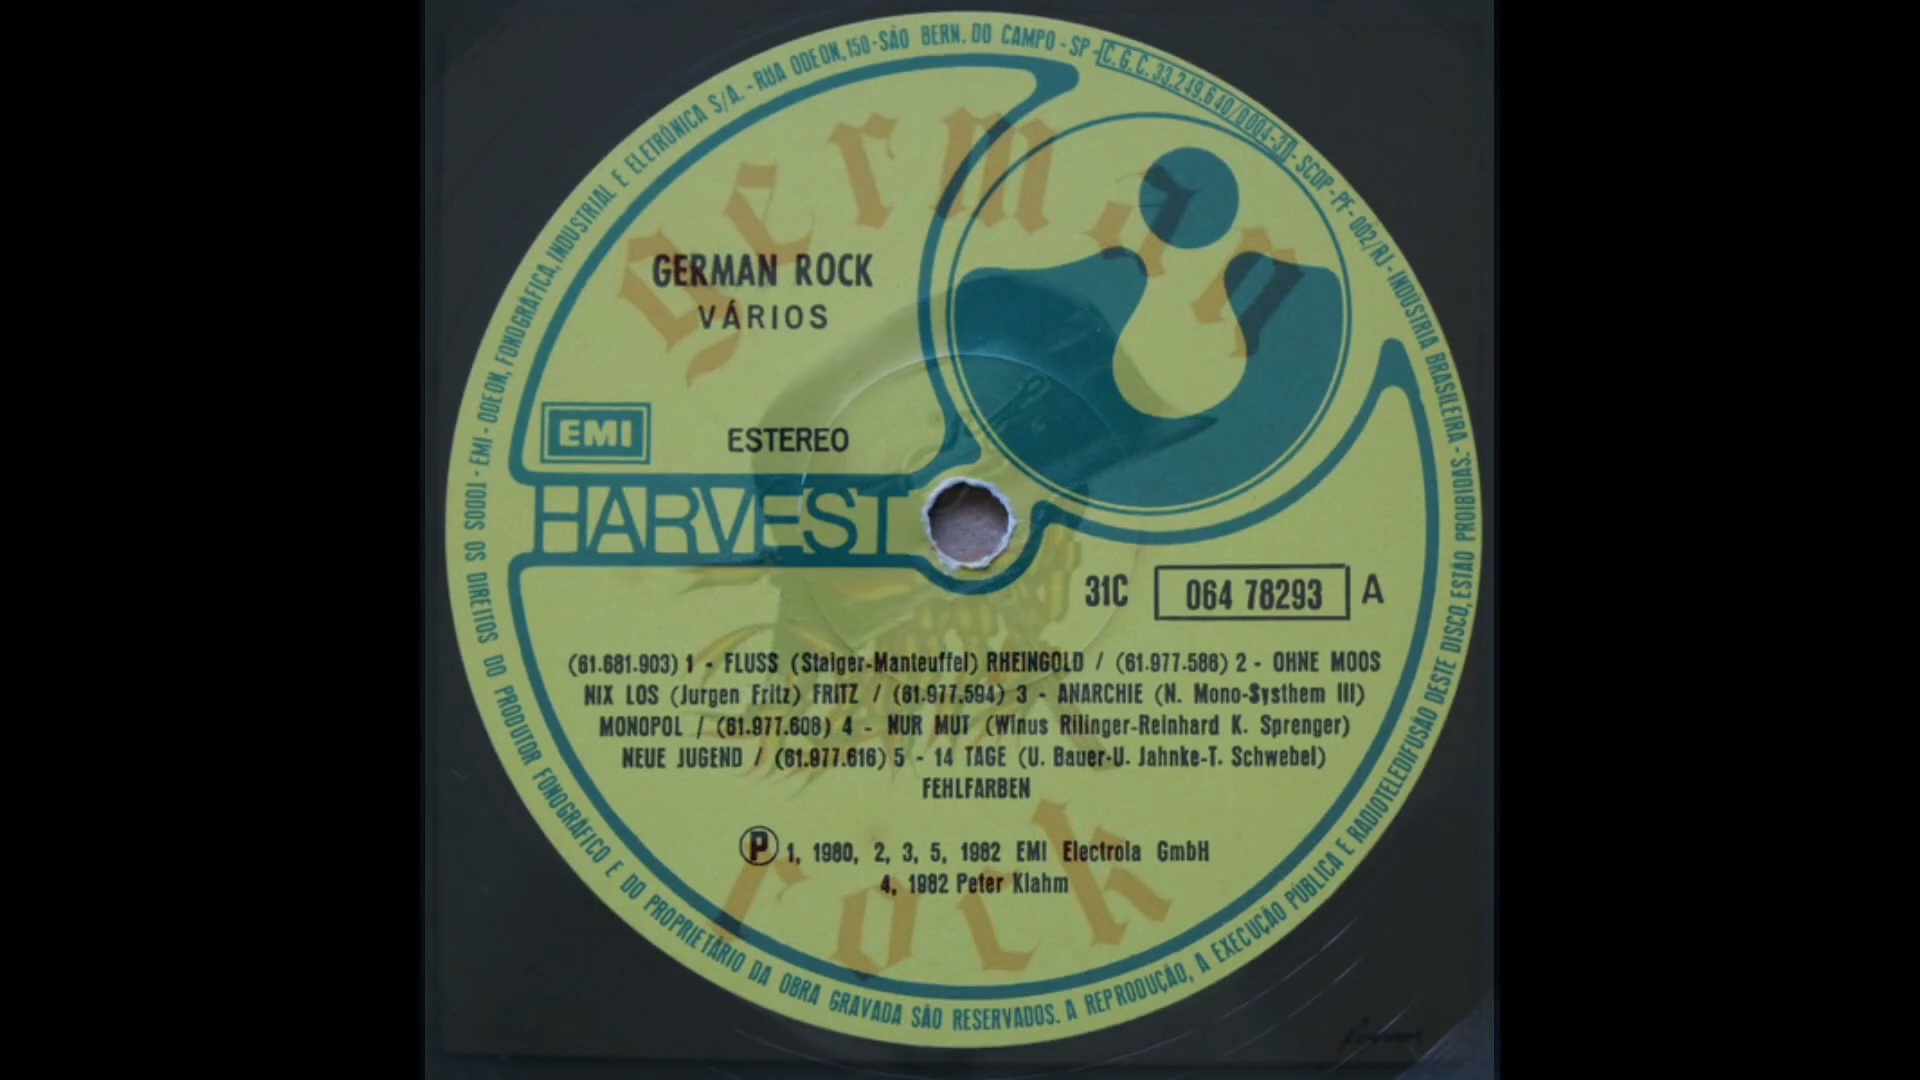 TODOS OS DIREITOS DO PRODUTOR FONOGRÁFICO E DO PROPRIETÁRIO DA OBRA GRAVADA SÃO RESERVADOS. A REPRODUÇÃO, A EXECUÇÃO PÚBLICA E RADIOTELEDIFUSÃO DESTE DISCO, ESTÃO PROIBIDAS.
- EMI - ODEON, FONOGRÁFICA, INDUSTRIAL E ELETRÔNICA S/A. - RUA ODEON, 150 - SÃO BERN. DO CAMPO - SP - C.G.C. 33.249.640/0004-31 - SCDP - PF - 002/RJ - INDUSTRIA BRASILEIRA -
german
GERMAN ROCK
VÁRIOS
EMI
ESTEREO
HARVEST
31C 064 78293 A
(61.681.903) 1 - FLUSS (Staiger-Manteuffel) RHEINGOLD / (61.977.586) 2 - OHNE MOOS
NIX LOS (Jurgen Fritz) FRITZ / (61.977.594) 3 - ANARCHIE (N. Mono-Systhem III)
MONOPOL / (61.977.608) 4 - NUR MUT (Winus Rilinger-Reinhard K. Sprenger)
NEUE JUGEND / (61.977.616) 5 - 14 TAGE (U. Bauer-U. Jahnke-T. Schwebel)
FEHLFARBEN
Ⓟ 1, 1980, 2, 3, 5, 1982 EMI Electrola GmbH
4, 1982 Peter Klahm
rock